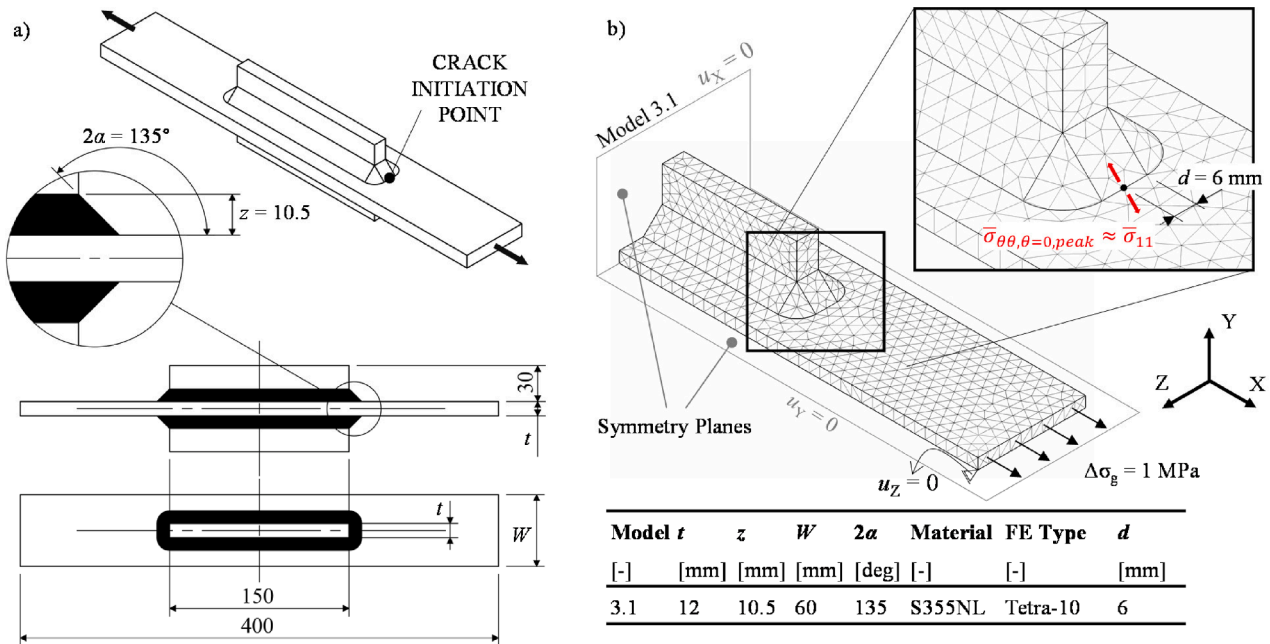 a)
CRACK
INITIATION
POINT
2α = 135°
z = 10.5
30
t
t
W
150
400
b)
Model 3.1
u_X = 0
d = 6 mm
σ̅_θθ,θ=0,peak ≈ σ̅_11
Y
Z
X
Symmetry Planes
u_Y = 0
u_Z = 0
Δσ_g = 1 MPa
Model t z W 2α Material FE Type d
[-] [mm] [mm] [mm] [deg] [-] [-] [mm]
3.1 12 10.5 60 135 S355NL Tetra-10 6